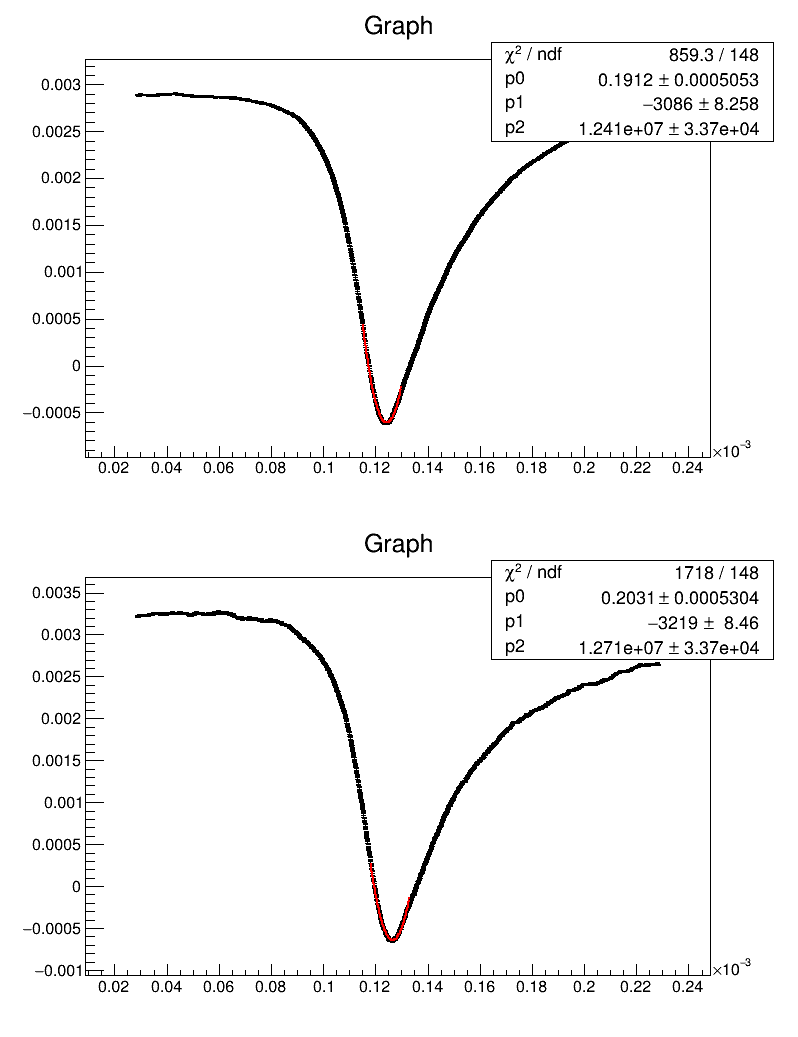 Graph
χ² / ndf 859.3 / 148
p0 0.1912 ± 0.0005053
p1 −3086 ± 8.258
p2 1.241e+07 ± 3.37e+04
0.003
0.0025
0.002
0.0015
0.001
0.0005
0
−0.0005
0.02 0.04 0.06 0.08 0.1 0.12 0.14 0.16 0.18 0.2 0.22 0.24
×10⁻³
Graph
χ² / ndf 1718 / 148
p0 0.2031 ± 0.0005304
p1 −3219 ± 8.46
p2 1.271e+07 ± 3.37e+04
0.0035
0.003
0.0025
0.002
0.0015
0.001
0.0005
0
−0.0005
−0.001
0.02 0.04 0.06 0.08 0.1 0.12 0.14 0.16 0.18 0.2 0.22 0.24
×10⁻³